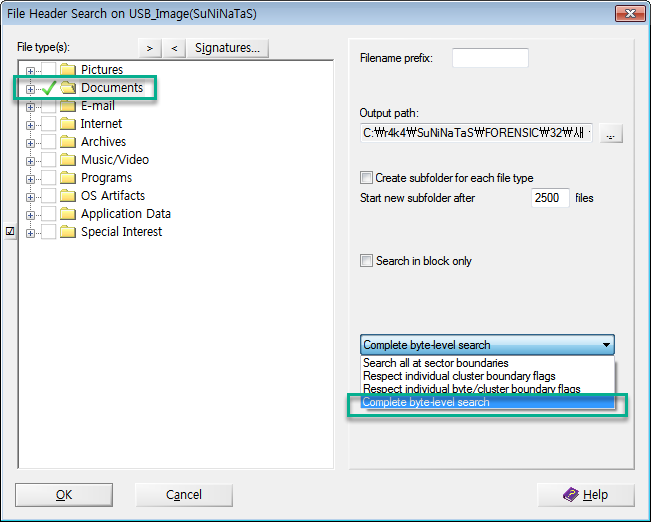 File Header Search on USB_Image(SuNiNaTaS)
File type(s):
>
<
Signatures...
Pictures
Documents
E-mail
Internet
Archives
Music/Video
Programs
OS Artifacts
Application Data
Special Interest
Filename prefix:
Output path:
C:₩r4k4₩SuNiNaTaS₩FORENSIC₩32₩새
...
Create subfolder for each file type
Start new subfolder after 2500 files
Search in block only
Complete byte-level search
Search all at sector boundaries
Respect individual cluster boundary flags
Respect individual byte/cluster boundary flags
Complete byte-level search
OK
Cancel
Help